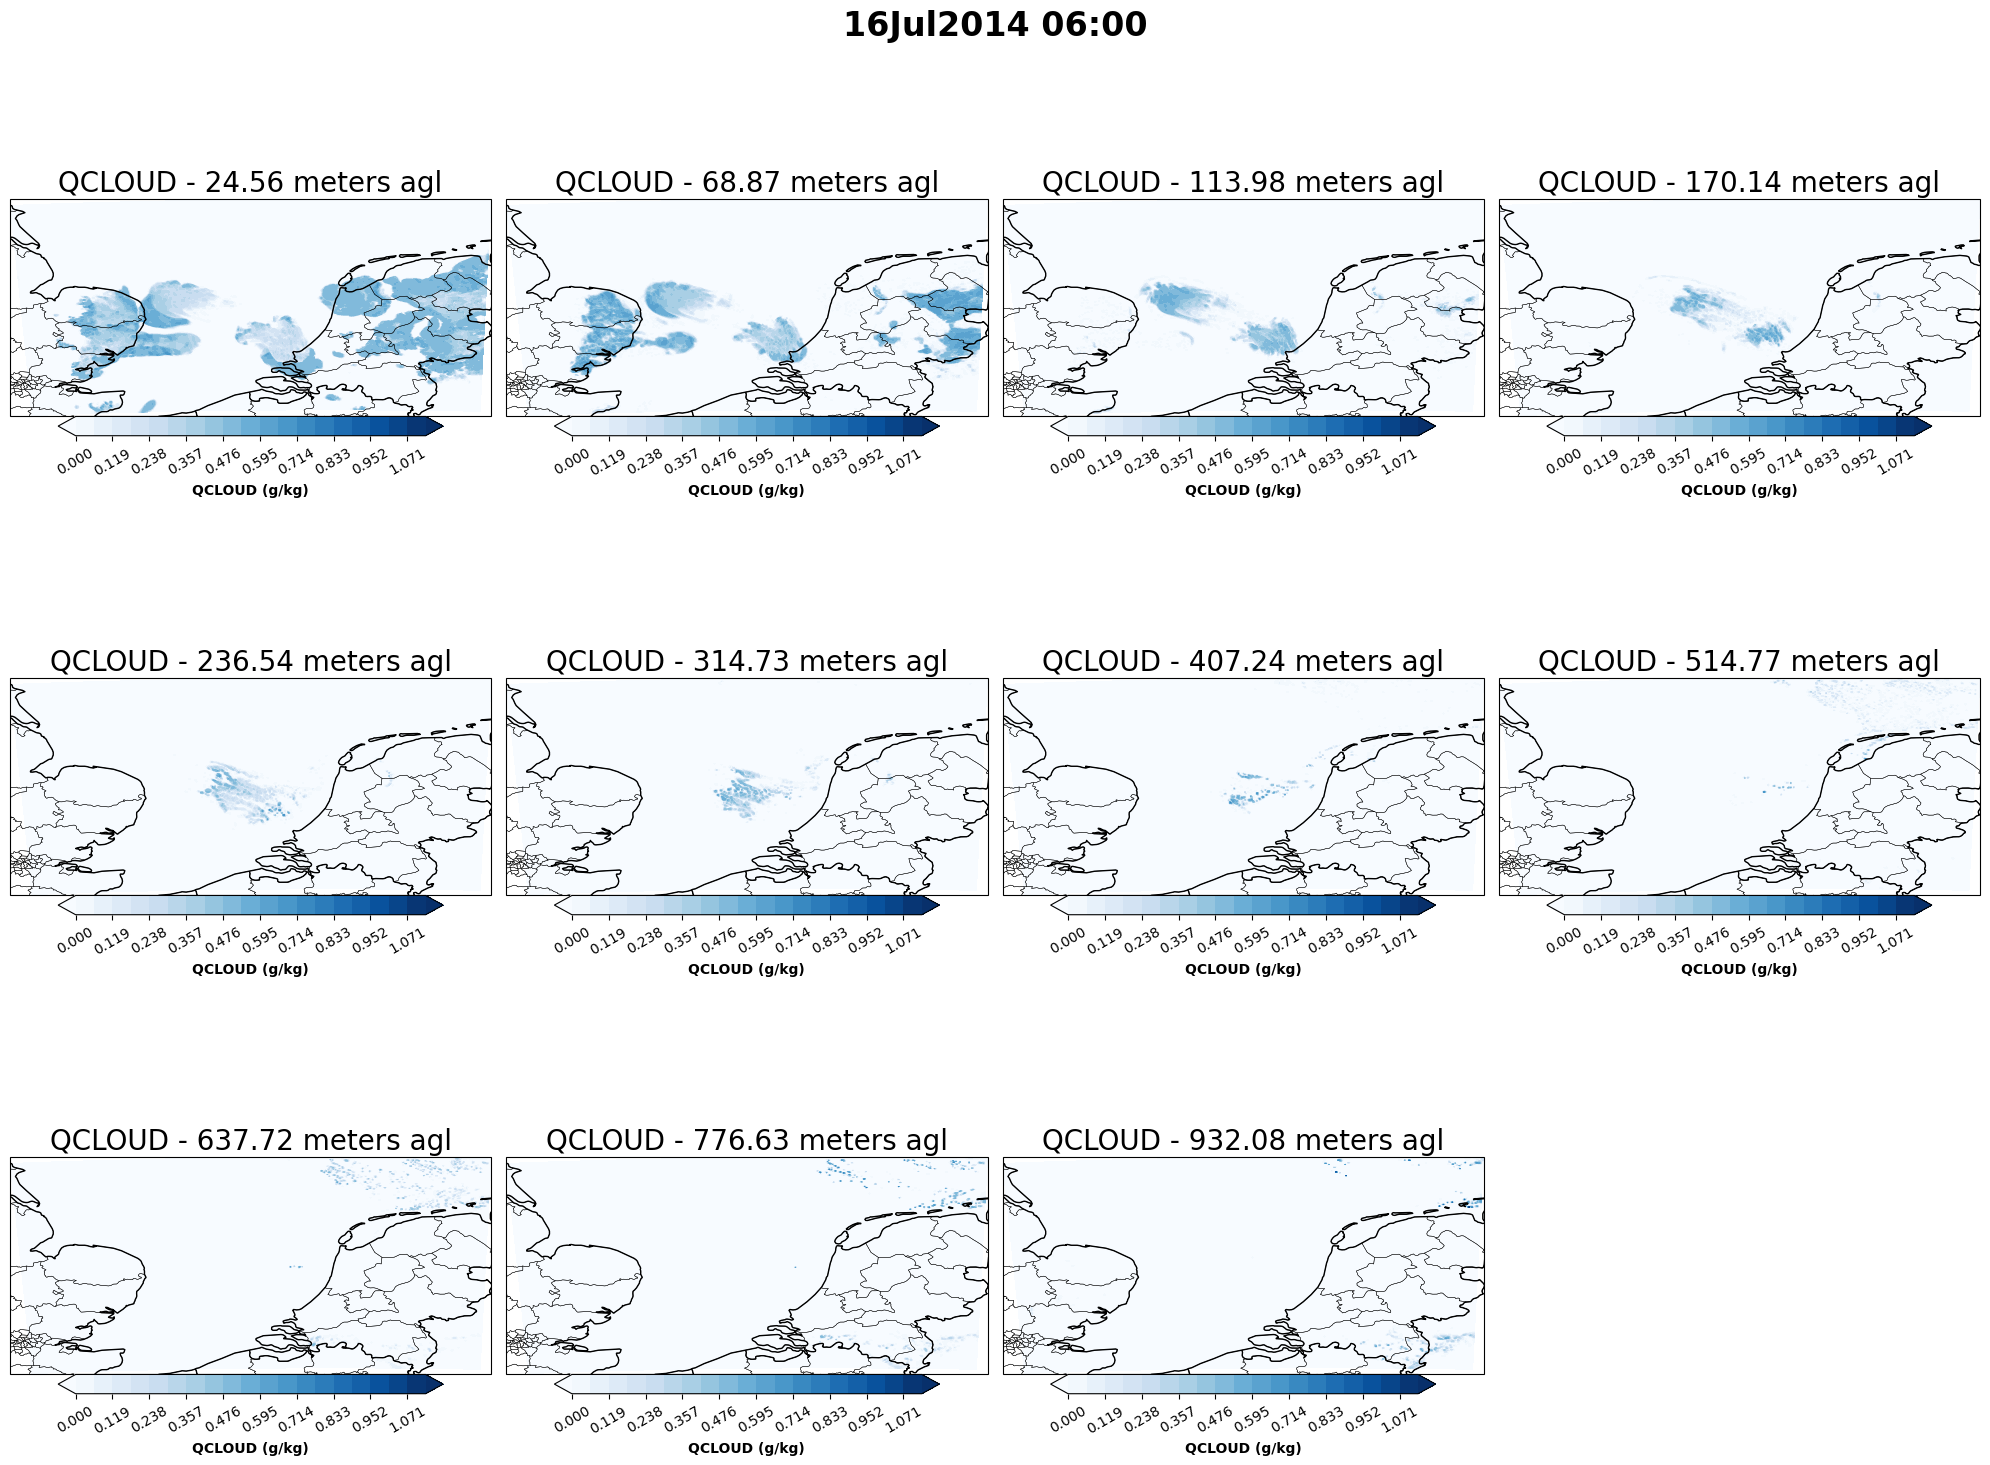 16Jul2014 06:00
QCLOUD - 24.56 meters agl
QCLOUD - 68.87 meters agl
QCLOUD - 113.98 meters agl
QCLOUD - 170.14 meters agl
0.000 0.119 0.238 0.357 0.476 0.595 0.714 0.833 0.952 1.071
0.000 0.119 0.238 0.357 0.476 0.595 0.714 0.833 0.952 1.071
0.000 0.119 0.238 0.357 0.476 0.595 0.714 0.833 0.952 1.071
0.000 0.119 0.238 0.357 0.476 0.595 0.714 0.833 0.952 1.071
QCLOUD (g/kg)
QCLOUD (g/kg)
QCLOUD (g/kg)
QCLOUD (g/kg)
QCLOUD - 236.54 meters agl
QCLOUD - 314.73 meters agl
QCLOUD - 407.24 meters agl
QCLOUD - 514.77 meters agl
0.000 0.119 0.238 0.357 0.476 0.595 0.714 0.833 0.952 1.071
0.000 0.119 0.238 0.357 0.476 0.595 0.714 0.833 0.952 1.071
0.000 0.119 0.238 0.357 0.476 0.595 0.714 0.833 0.952 1.071
0.000 0.119 0.238 0.357 0.476 0.595 0.714 0.833 0.952 1.071
QCLOUD (g/kg)
QCLOUD (g/kg)
QCLOUD (g/kg)
QCLOUD (g/kg)
QCLOUD - 637.72 meters agl
QCLOUD - 776.63 meters agl
QCLOUD - 932.08 meters agl
0.000 0.119 0.238 0.357 0.476 0.595 0.714 0.833 0.952 1.071
0.000 0.119 0.238 0.357 0.476 0.595 0.714 0.833 0.952 1.071
0.000 0.119 0.238 0.357 0.476 0.595 0.714 0.833 0.952 1.071
QCLOUD (g/kg)
QCLOUD (g/kg)
QCLOUD (g/kg)